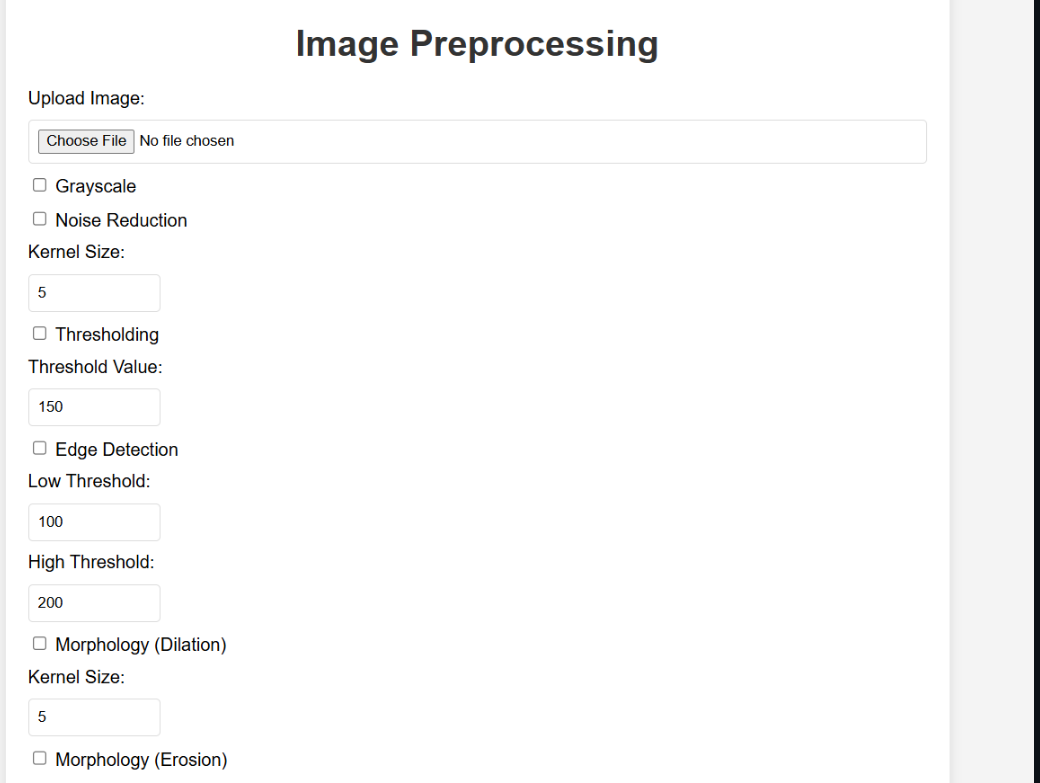 Image Preprocessing
Upload Image:
Choose File No file chosen
Grayscale
Noise Reduction
Kernel Size:
5
Thresholding
Threshold Value:
150
Edge Detection
Low Threshold:
100
High Threshold:
200
Morphology (Dilation)
Kernel Size:
5
Morphology (Erosion)